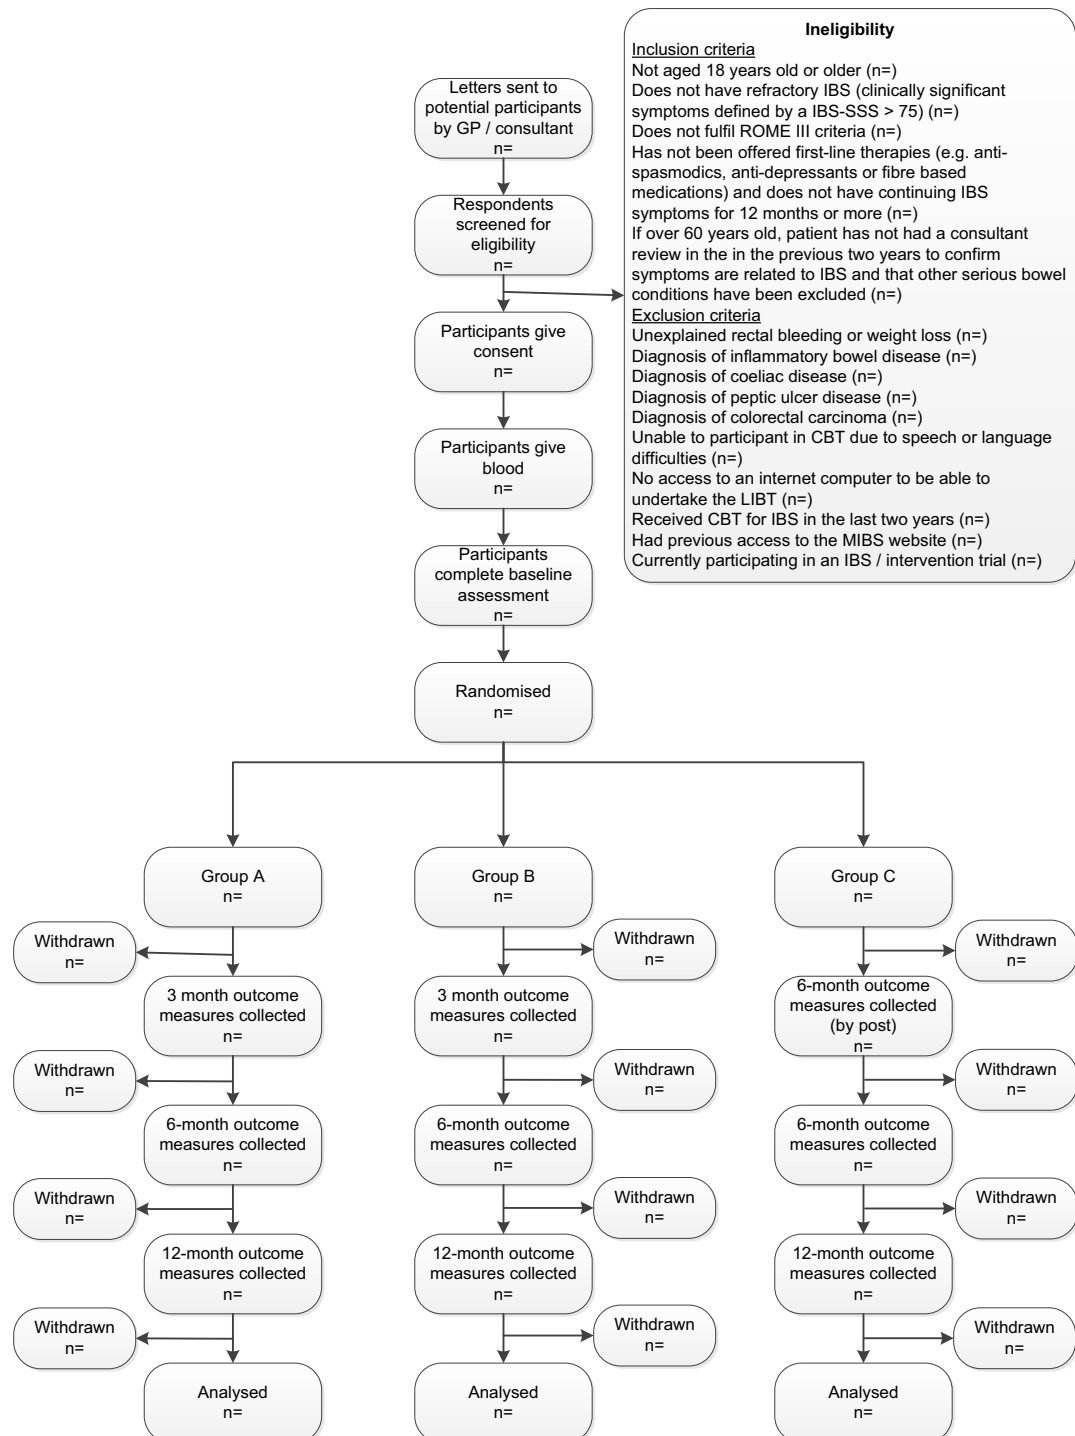 Letters sent to
potential participants
by GP / consultant
n=
Respondents
screened for
eligibility
n=
Ineligibility
Inclusion criteria
Not aged 18 years old or older (n=)
Does not have refractory IBS (clinically significant
symptoms defined by a IBS-SSS > 75) (n=)
Does not fulfil ROME III criteria (n=)
Has not been offered first-line therapies (e.g. anti-
spasmodics, anti-depressants or fibre based
medications) and does not have continuing IBS
symptoms for 12 months or more (n=)
If over 60 years old, patient has not had a consultant
review in the in the previous two years to confirm
symptoms are related to IBS and that other serious bowel
conditions have been excluded (n=)
Exclusion criteria
Unexplained rectal bleeding or weight loss (n=)
Diagnosis of inflammatory bowel disease (n=)
Diagnosis of coeliac disease (n=)
Diagnosis of peptic ulcer disease (n=)
Diagnosis of colorectal carcinoma (n=)
Unable to participant in CBT due to speech or language
difficulties (n=)
No access to an internet computer to be able to
undertake the LIBT (n=)
Received CBT for IBS in the last two years (n=)
Had previous access to the MIBS website (n=)
Currently participating in an IBS / intervention trial (n=)
Participants give
consent
n=
Participants give
blood
n=
Participants
complete baseline
assessment
n=
Randomised
n=
Group A
n=
Withdrawn
n=
3 month outcome
measures collected
n=
Withdrawn
n=
6-month outcome
measures collected
n=
Withdrawn
n=
12-month outcome
measures collected
n=
Withdrawn
n=
Analysed
n=
Group B
n=
Withdrawn
n=
3 month outcome
measures collected
n=
Withdrawn
n=
6-month outcome
measures collected
n=
Withdrawn
n=
12-month outcome
measures collected
n=
Withdrawn
n=
Analysed
n=
Group C
n=
Withdrawn
n=
6-month outcome
measures collected
(by post)
n=
Withdrawn
n=
6-month outcome
measures collected
n=
Withdrawn
n=
12-month outcome
measures collected
n=
Withdrawn
n=
Analysed
n=